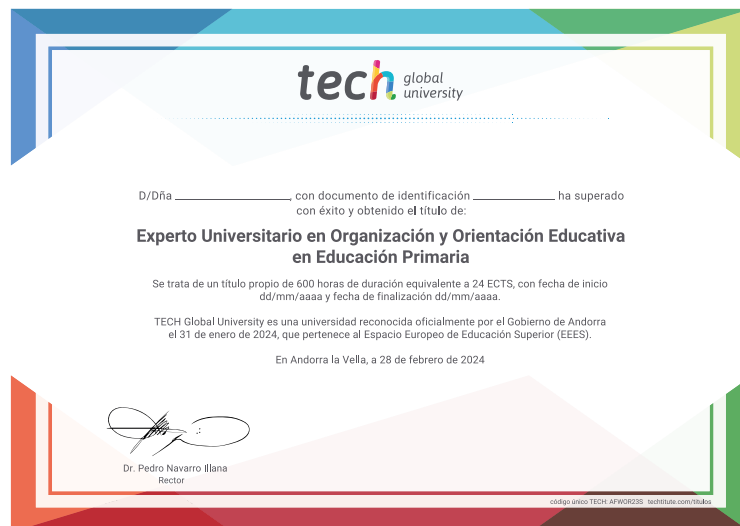 tech global university
D/Dña ________________, con documento de identificación ___________ ha superado
con éxito y obtenido el título de:
Experto Universitario en Organización y Orientación Educativa
en Educación Primaria
Se trata de un título propio de 600 horas de duración equivalente a 24 ECTS, con fecha de inicio
dd/mm/aaaa y fecha de finalización dd/mm/aaaa.
TECH Global University es una universidad reconocida oficialmente por el Gobierno de Andorra
el 31 de enero de 2024, que pertenece al Espacio Europeo de Educación Superior (EEES).
En Andorra la Vella, a 28 de febrero de 2024
Dr. Pedro Navarro Illana
Rector
código único TECH: AFWOR23S techtitute.com/titulos